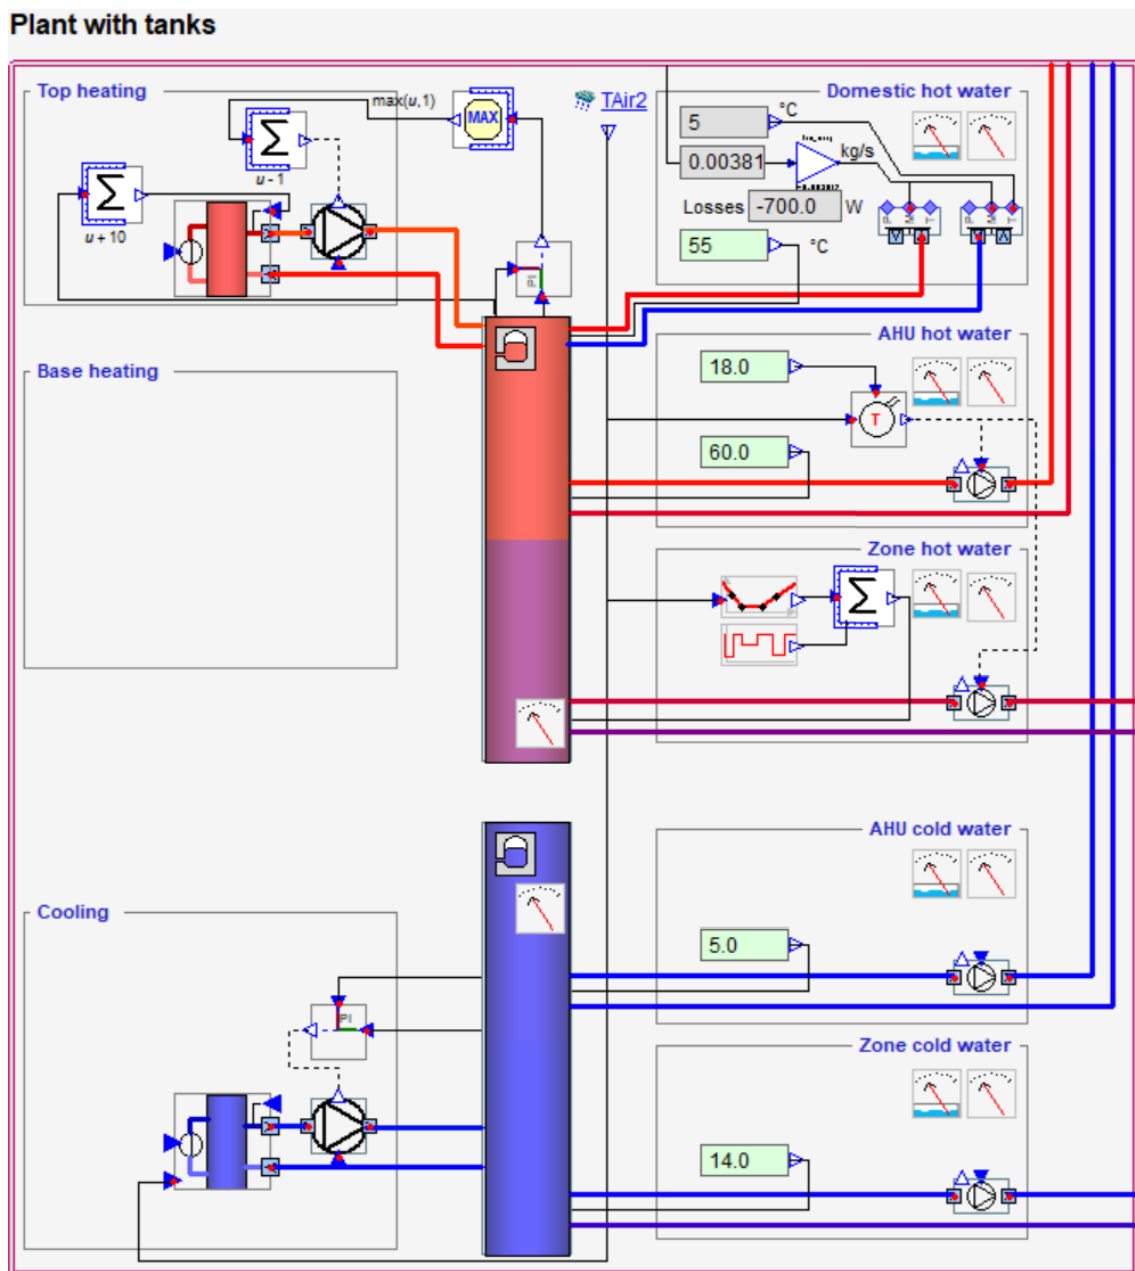 Plant with tanks
Top heating
max(u,1)
MAX
TAir2
Domestic hot water
Σ
u - 1
5
°C
0.00381
kg/s
Σ
u + 10
Losses
-700.0
W
55
°C
P
M
T
P
M
T
PI
AHU hot water
18.0
T
60.0
Base heating
Zone hot water
Σ
AHU cold water
5.0
Cooling
PI
Zone cold water
14.0